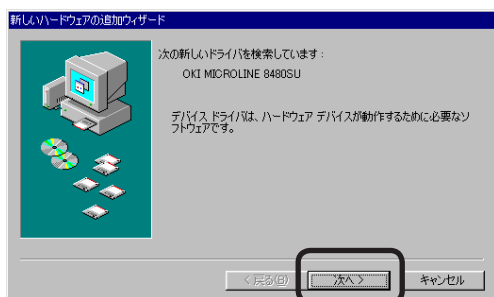 新しいハードウェアの追加ウィザード
次の新しいドライバを検索しています：
OKI MICROLINE 8480SU
デバイス ドライバは、ハードウェア デバイスが動作するために必要なソ
フトウェアです。
< 戻る(B)
次へ >
キャンセル